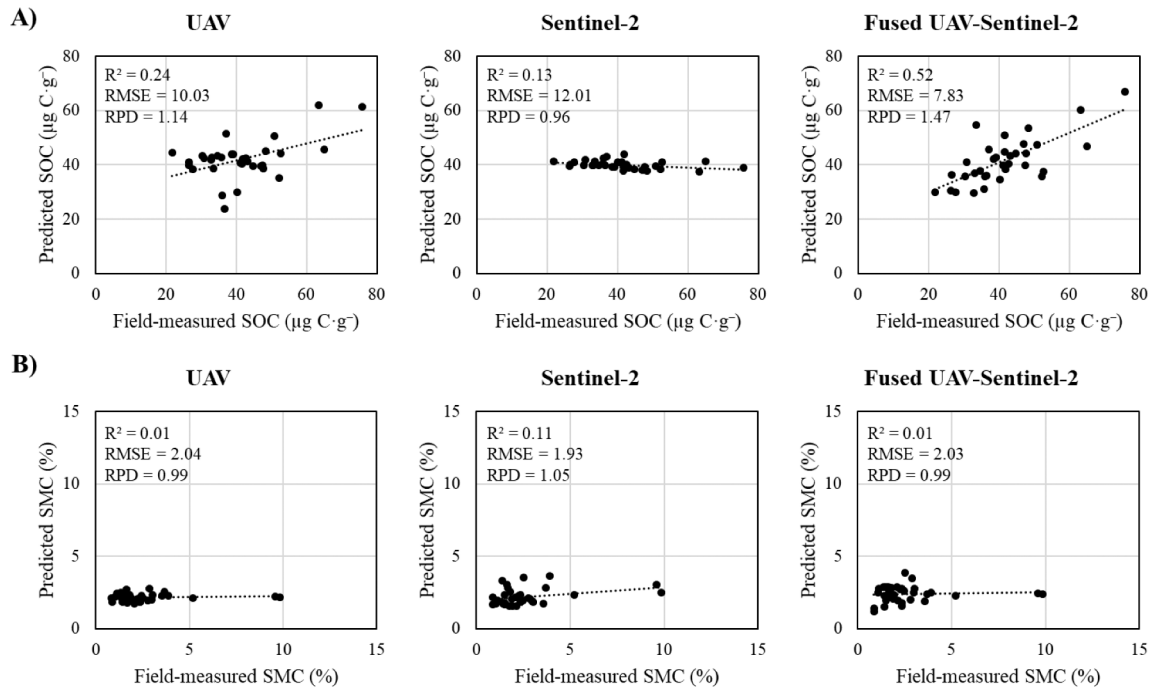 A)
UAV
Sentinel-2
Fused UAV-Sentinel-2
R² = 0.24
RMSE = 10.03
RPD = 1.14
Predicted SOC (µg C·g⁻)
80
60
40
20
0
0 20 40 60 80
Field-measured SOC (µg C·g⁻)
R² = 0.13
RMSE = 12.01
RPD = 0.96
Predicted SOC (µg C·g⁻)
80
60
40
20
0
0 20 40 60 80
Field-measured SOC (µg C·g⁻)
R² = 0.52
RMSE = 7.83
RPD = 1.47
Predicted SOC (µg C·g⁻)
80
60
40
20
0
0 20 40 60 80
Field-measured SOC (µg C·g⁻)
B)
UAV
Sentinel-2
Fused UAV-Sentinel-2
R² = 0.01
RMSE = 2.04
RPD = 0.99
Predicted SMC (%)
15
10
5
0
0 5 10 15
Field-measured SMC (%)
R² = 0.11
RMSE = 1.93
RPD = 1.05
Predicted SMC (%)
15
10
5
0
0 5 10 15
Field-measured SMC (%)
R² = 0.01
RMSE = 2.03
RPD = 0.99
Predicted SMC (%)
15
10
5
0
0 5 10 15
Field-measured SMC (%)